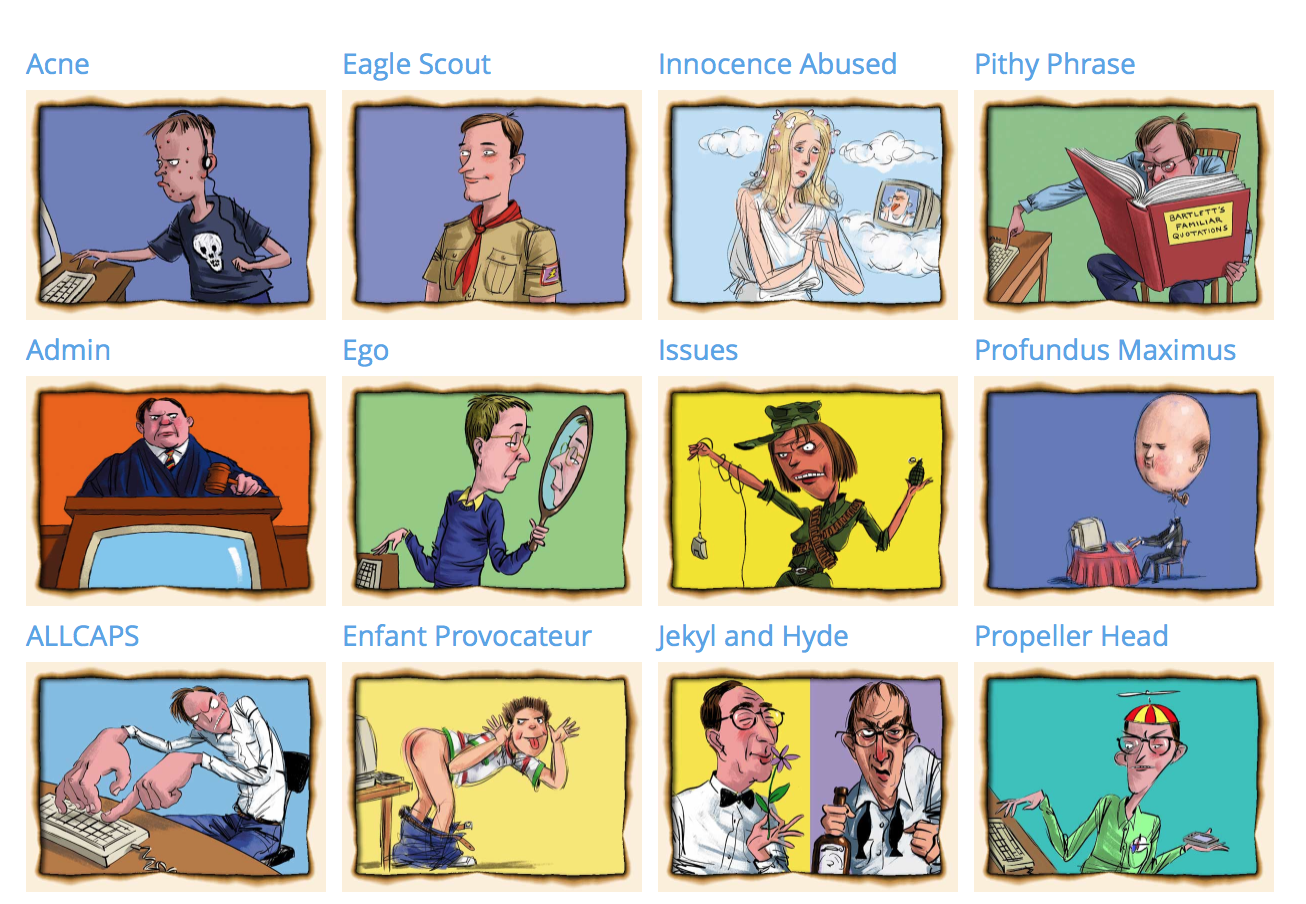 Acne
Eagle Scout
Innocence Abused
Pithy Phrase
BARTLETT'S
FAMILIAR
QUOTATIONS
Admin
Ego
Issues
Profundus Maximus
ALLCAPS
Enfant Provocateur
Jekyl and Hyde
Propeller Head